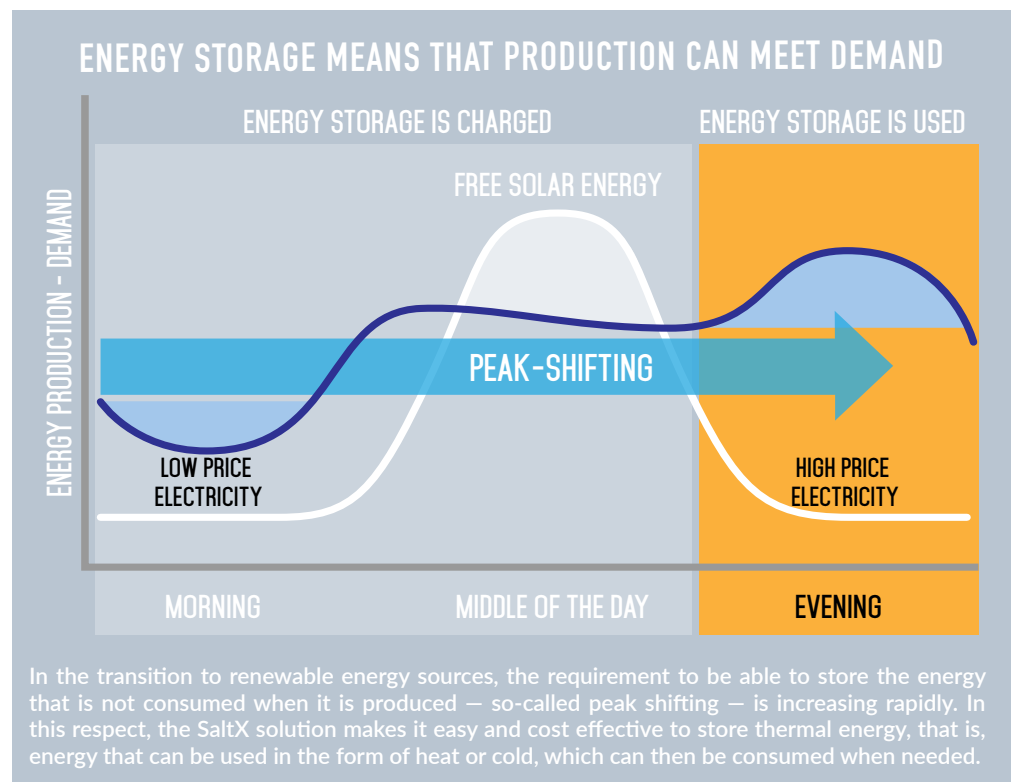 ENERGY STORAGE MEANS THAT PRODUCTION CAN MEET DEMAND
ENERGY STORAGE IS CHARGED
ENERGY STORAGE IS USED
ENERGY PRODUCTION - DEMAND
FREE SOLAR ENERGY
PEAK-SHIFTING
LOW PRICE
ELECTRICITY
HIGH PRICE
ELECTRICITY
MORNING
MIDDLE OF THE DAY
EVENING
In the transition to renewable energy sources, the requirement to be able to store the energy
that is not consumed when it is produced — so-called peak shifting — is increasing rapidly. In
this respect, the SaltX solution makes it easy and cost effective to store thermal energy, that is,
energy that can be used in the form of heat or cold, which can then be consumed when needed.